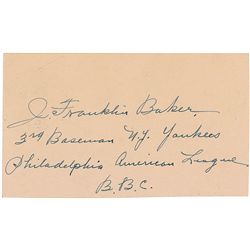 J Franklin Baker.
3rd Baseman N.Y. Yankees
Philadelphia American League
B.B.C.